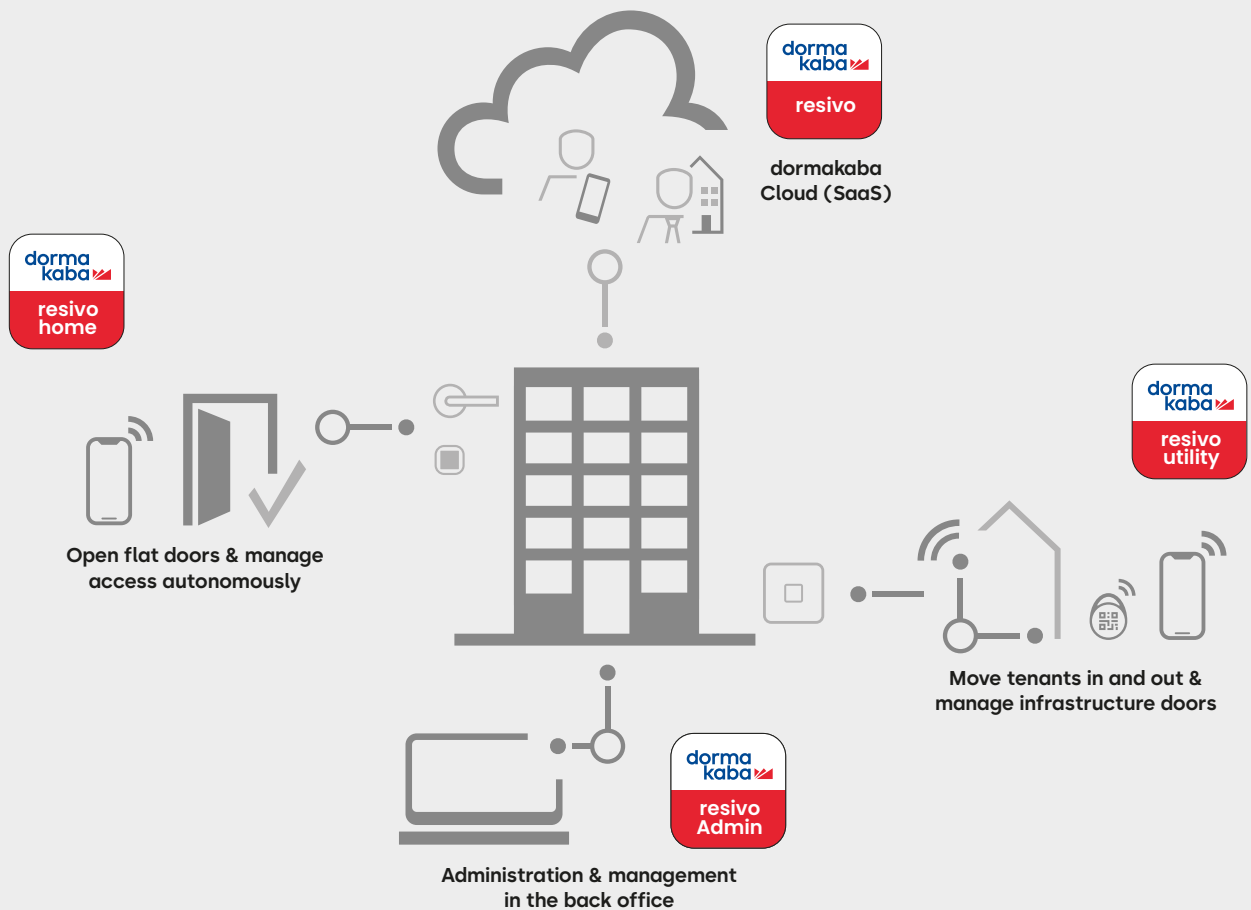 dorma
kaba
resivo
dormakaba
Cloud (SaaS)
dorma
kaba
resivo
home
Open flat doors & manage
access autonomously
dorma
kaba
resivo
utility
Move tenants in and out &
manage infrastructure doors
dorma
kaba
resivo
Admin
Administration & management
in the back office